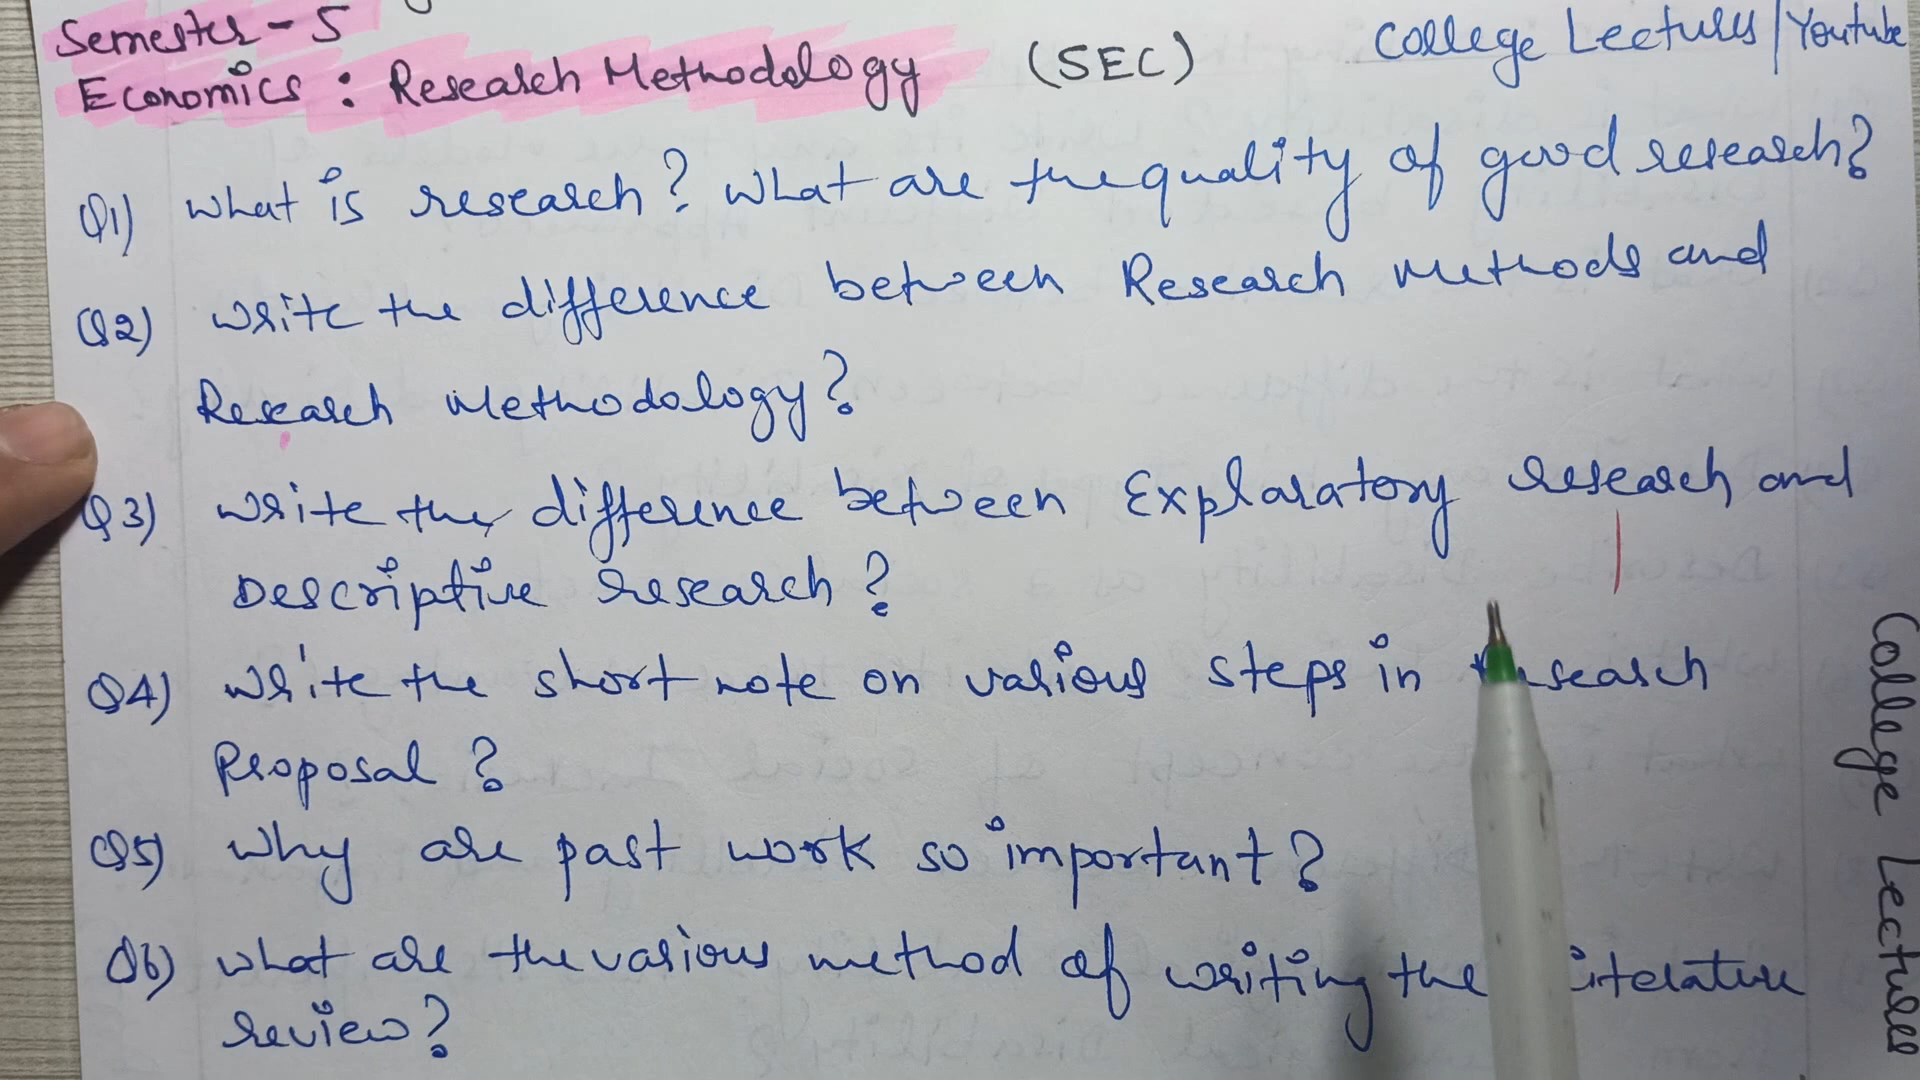 Semester - 5
Economics : Research Methodology (SEC) College Lectures/Youtube
Q1) What is research? What are the quality of good research?
Q2) Write the difference between Research Methods and
Research Methodology?
Q3) Write the difference between Explaratory research and
Descriptive research?
Q4) Write the short note on various steps in research
Proposal?
Q5) Why are past work so important?
Q6) What are the various method of writing the literature
review?
College Lectures